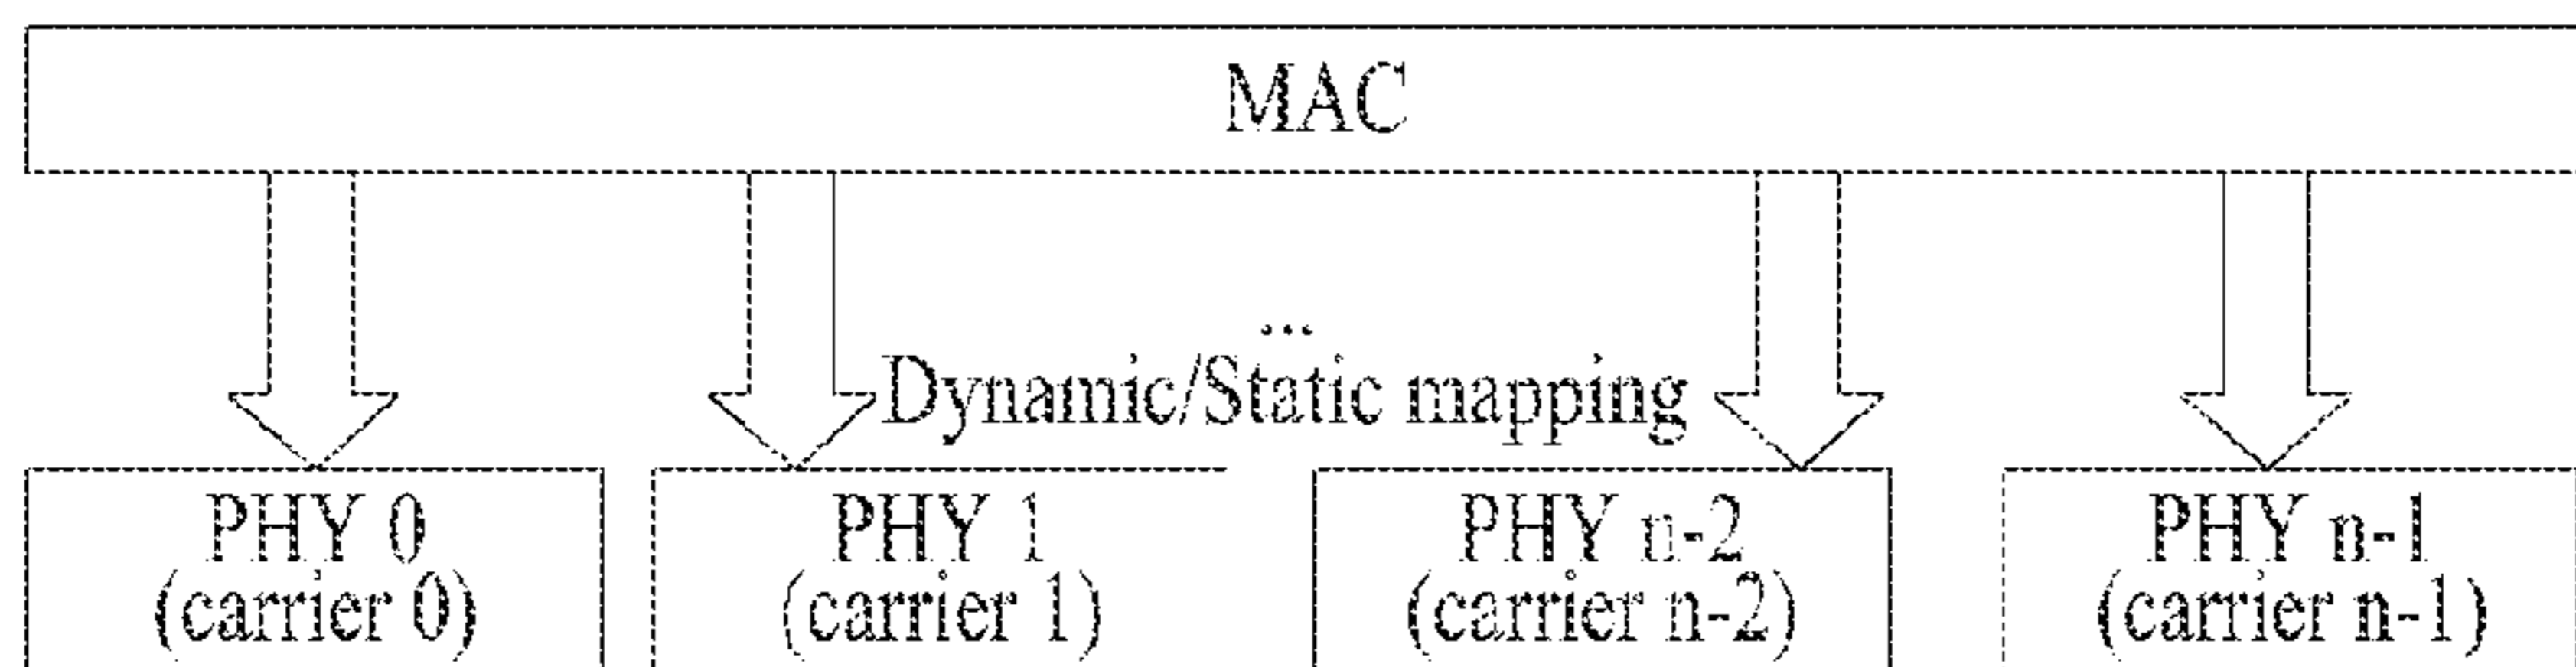 MAC
...
Dynamic/Static mapping
PHY 0
(carrier 0)
PHY 1
(carrier 1)
PHY n-2
(carrier n-2)
PHY n-1
(carrier n-1)